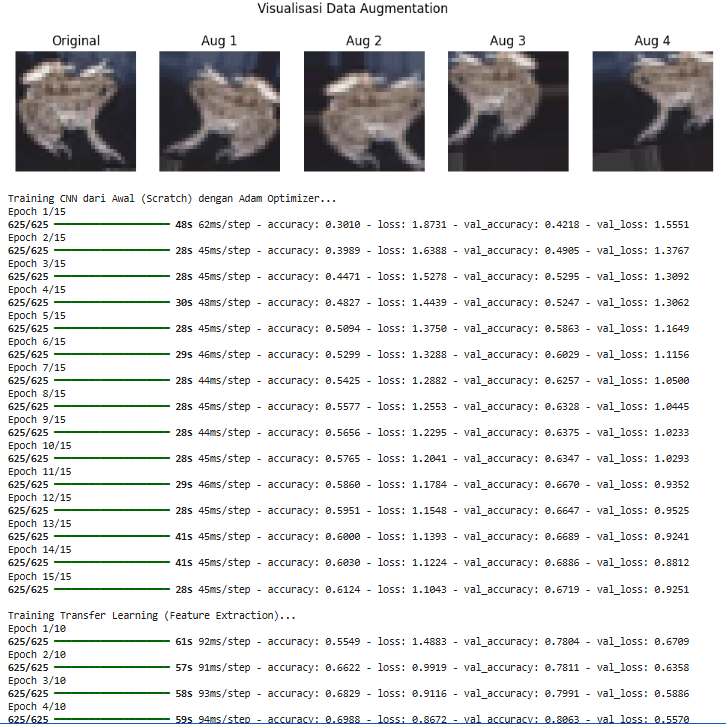 Visualisasi Data Augmentation
Original Aug 1 Aug 2 Aug 3 Aug 4
Training CNN dari Awal (Scratch) dengan Adam Optimizer...
Epoch 1/15
625/625 48s 62ms/step - accuracy: 0.3010 - loss: 1.8731 - val_accuracy: 0.4218 - val_loss: 1.5551
Epoch 2/15
625/625 28s 45ms/step - accuracy: 0.3989 - loss: 1.6388 - val_accuracy: 0.4905 - val_loss: 1.3767
Epoch 3/15
625/625 28s 45ms/step - accuracy: 0.4471 - loss: 1.5278 - val_accuracy: 0.5295 - val_loss: 1.3092
Epoch 4/15
625/625 30s 48ms/step - accuracy: 0.4827 - loss: 1.4439 - val_accuracy: 0.5247 - val_loss: 1.3062
Epoch 5/15
625/625 28s 45ms/step - accuracy: 0.5094 - loss: 1.3750 - val_accuracy: 0.5863 - val_loss: 1.1649
Epoch 6/15
625/625 29s 46ms/step - accuracy: 0.5299 - loss: 1.3288 - val_accuracy: 0.6029 - val_loss: 1.1156
Epoch 7/15
625/625 28s 44ms/step - accuracy: 0.5425 - loss: 1.2882 - val_accuracy: 0.6257 - val_loss: 1.0500
Epoch 8/15
625/625 28s 45ms/step - accuracy: 0.5577 - loss: 1.2553 - val_accuracy: 0.6328 - val_loss: 1.0445
Epoch 9/15
625/625 28s 44ms/step - accuracy: 0.5656 - loss: 1.2295 - val_accuracy: 0.6375 - val_loss: 1.0233
Epoch 10/15
625/625 28s 45ms/step - accuracy: 0.5765 - loss: 1.2041 - val_accuracy: 0.6347 - val_loss: 1.0293
Epoch 11/15
625/625 29s 46ms/step - accuracy: 0.5860 - loss: 1.1784 - val_accuracy: 0.6670 - val_loss: 0.9352
Epoch 12/15
625/625 28s 45ms/step - accuracy: 0.5951 - loss: 1.1548 - val_accuracy: 0.6647 - val_loss: 0.9525
Epoch 13/15
625/625 41s 45ms/step - accuracy: 0.6000 - loss: 1.1393 - val_accuracy: 0.6689 - val_loss: 0.9241
Epoch 14/15
625/625 41s 45ms/step - accuracy: 0.6030 - loss: 1.1224 - val_accuracy: 0.6886 - val_loss: 0.8812
Epoch 15/15
625/625 28s 45ms/step - accuracy: 0.6124 - loss: 1.1043 - val_accuracy: 0.6719 - val_loss: 0.9251
Training Transfer Learning (Feature Extraction)...
Epoch 1/10
625/625 61s 92ms/step - accuracy: 0.5549 - loss: 1.4883 - val_accuracy: 0.7804 - val_loss: 0.6709
Epoch 2/10
625/625 57s 91ms/step - accuracy: 0.6622 - loss: 0.9919 - val_accuracy: 0.7811 - val_loss: 0.6358
Epoch 3/10
625/625 58s 93ms/step - accuracy: 0.6829 - loss: 0.9116 - val_accuracy: 0.7991 - val_loss: 0.5886
Epoch 4/10
625/625 59s 94ms/step - accuracy: 0.6988 - loss: 0.8672 - val_accuracy: 0.8063 - val_loss: 0.5570